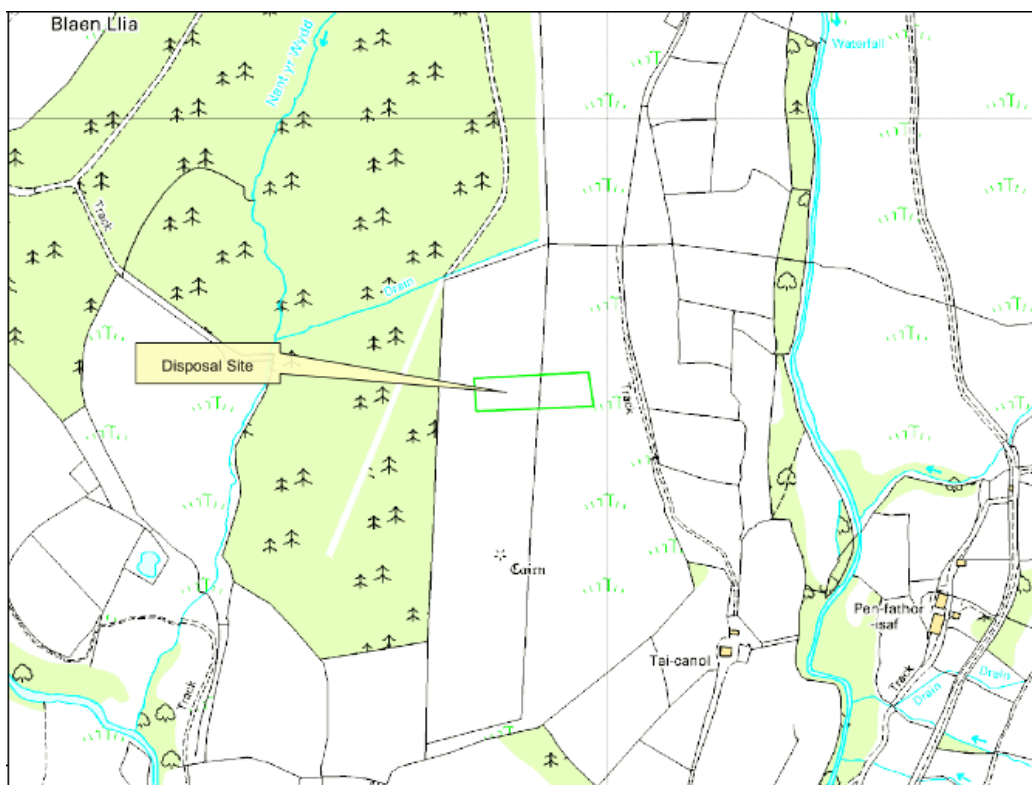 Blaen Llia
Nant yr Wydd
Waterfall
Track
Drain
Disposal Site
Track
Cairn
Pen-fathor
-isaf
Tai-canol
Track
Track
Drain
Drain